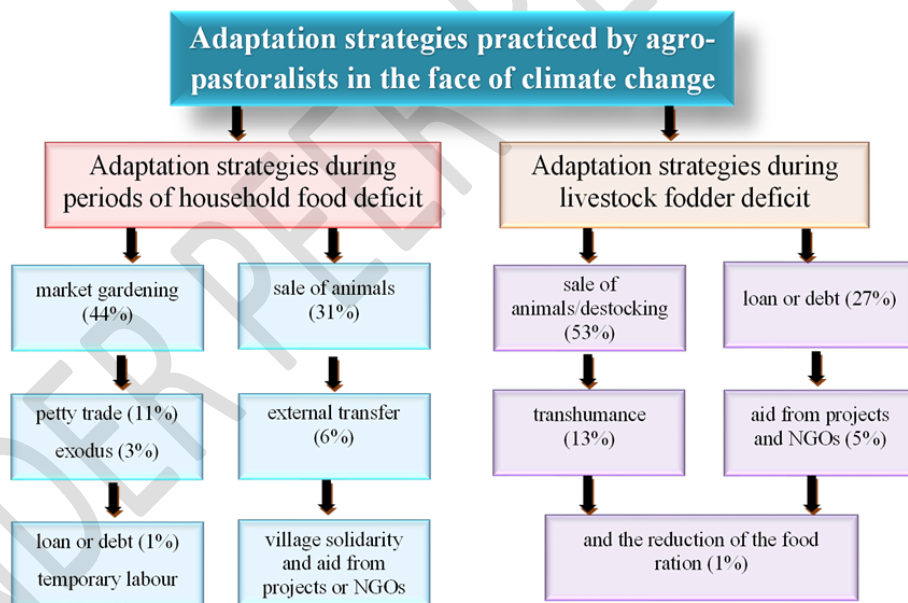 Adaptation strategies practiced by agro-
pastoralists in the face of climate change
Adaptation strategies during
periods of household food deficit
Adaptation strategies during
livestock fodder deficit
market gardening
(44%)
sale of animals
(31%)
sale of
animals/destocking
(53%)
loan or debt (27%)
petty trade (11%)
exodus (3%)
external transfer
(6%)
transhumance
(13%)
aid from projects
and NGOs (5%)
loan or debt (1%)
temporary labour
village solidarity
and aid from
projects or NGOs
and the reduction of the food
ration (1%)
UNDER PEER